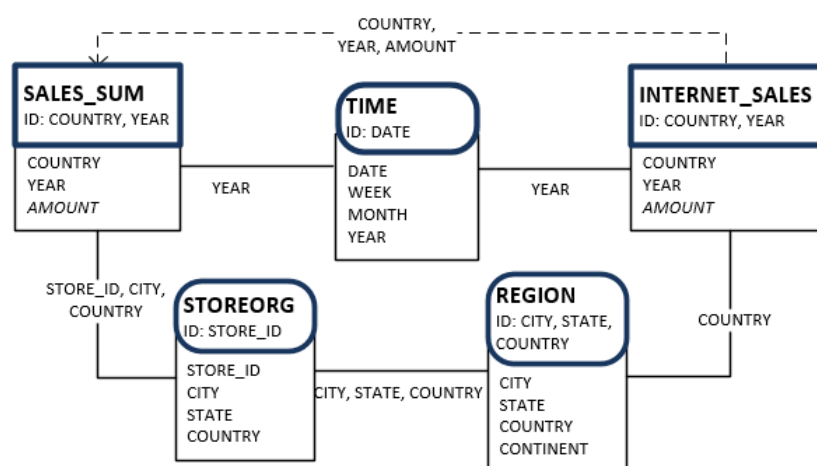 COUNTRY,
YEAR, AMOUNT
SALES_SUM
ID: COUNTRY, YEAR
COUNTRY
YEAR
AMOUNT
YEAR
TIME
ID: DATE
DATE
WEEK
MONTH
YEAR
YEAR
INTERNET_SALES
ID: COUNTRY, YEAR
COUNTRY
YEAR
AMOUNT
STORE_ID, CITY,
COUNTRY
STOREORG
ID: STORE_ID
STORE_ID
CITY
STATE
COUNTRY
CITY, STATE, COUNTRY
REGION
ID: CITY, STATE,
COUNTRY
CITY
STATE
COUNTRY
CONTINENT
COUNTRY